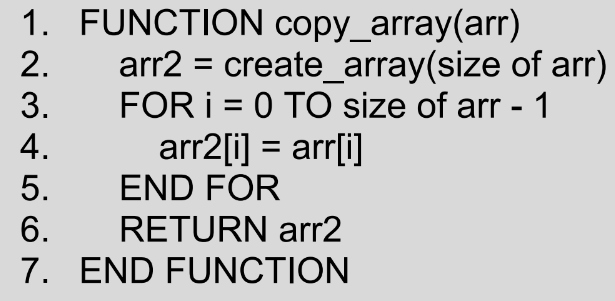 1. FUNCTION copy_array(arr)
2. arr2 = create_array(size of arr)
3. FOR i = 0 TO size of arr - 1
4. arr2[i] = arr[i]
5. END FOR
6. RETURN arr2
7. END FUNCTION